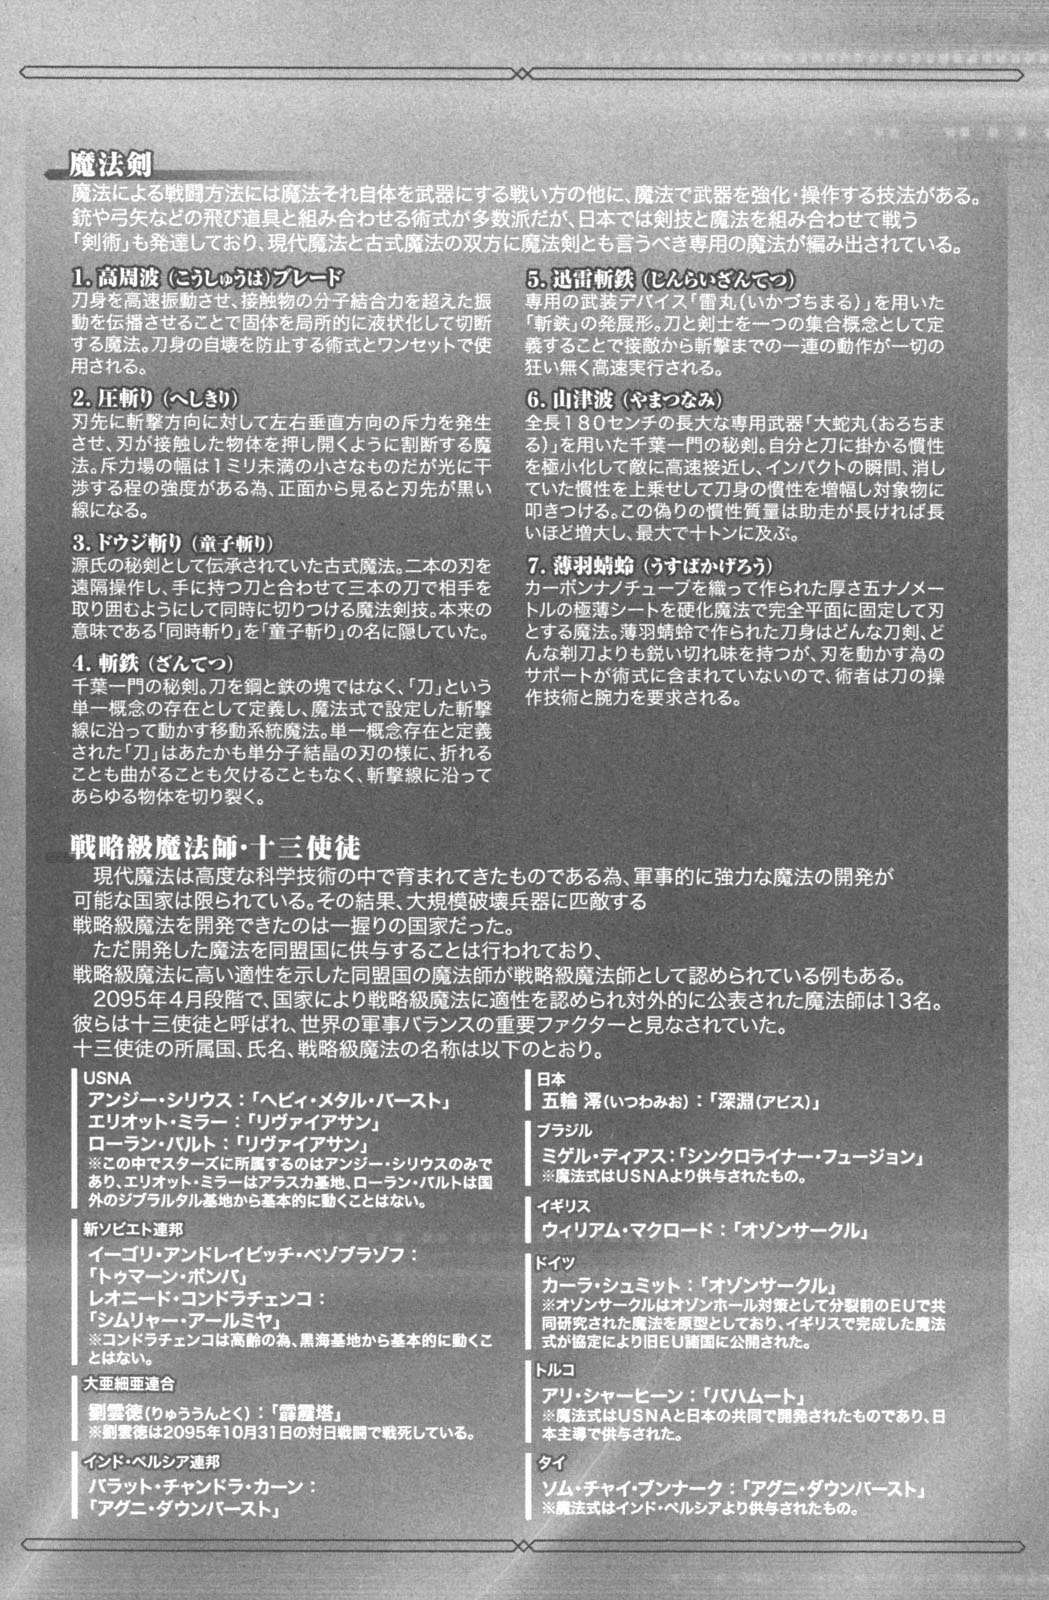 魔法剣
魔法による戦闘方法には魔法それ自体を武器にする戦い方の他に、魔法で武器を強化・操作する技法がある。
銃や弓矢などの飛び道具と組み合わせる術式が多数派だが、日本では剣技と魔法を組み合わせて戦う
「剣術」も発達しており、現代魔法と古式魔法の双方に魔法剣とも言うべき専用の魔法が編み出されている。
1. 高周波（こうしゅうは）ブレード
刀身を高速振動させ、接触物の分子結合力を超えた振
動を伝播させることで固体を局所的に液状化して切断
する魔法。刀身の自壊を防止する術式とワンセットで使
用される。
2. 圧斬り（へしきり）
刃先に斬撃方向に対して左右垂直方向の斥力を発生
させ、刃が接触した物体を押し開くように割断する魔
法。斥力場の幅は1ミリ未満の小さなものだが光に干
渉する程の強度がある為、正面から見ると刃先が黒い
線になる。
3. ドウジ斬り（童子斬り）
源氏の秘剣として伝承されていた古式魔法。二本の刃を
遠隔操作し、手に持つ刀と合わせて三本の刀で相手を
取り囲むようにして同時に切りつける魔法剣技。本来の
意味である「同時斬り」を「童子斬り」の名に隠していた。
4. 斬鉄（ざんてつ）
千葉一門の秘剣。刀を鋼と鉄の塊ではなく、「刀」という
単一概念の存在として定義し、魔法式で設定した斬撃
線に沿って動かす移動系統魔法。単一概念存在と定義
された「刀」はあたかも単分子結晶の刃の様に、折れる
ことも曲がることも欠けることもなく、斬撃線に沿って
あらゆる物体を切り裂く。
5. 迅雷斬鉄（じんらいざんてつ）
専用の武装デバイス「雷丸（いかづちまる）」を用いた
「斬鉄」の発展形。刀と剣士を一つの集合概念として定
義することで接敵から斬撃までの一連の動作が一切の
狂い無く高速実行される。
6. 山津波（やまつなみ）
全長180センチの長大な専用武器「大蛇丸（おろちま
る）」を用いた千葉一門の秘剣。自分と刀に掛かる慣性
を極小化して敵に高速接近し、インパクトの瞬間、消し
ていた慣性を上乗せして刀身の慣性を増幅し対象物に
叩きつける。この偽りの慣性質量は助走が長ければ長
いほど増大し、最大で十トンに及ぶ。
7. 薄羽蜻蛉（うすばかげろう）
カーボンナノチューブを織って作られた厚さ五ナノメー
トルの極薄シートを硬化魔法で完全平面に固定して刃
とする魔法。薄羽蜻蛉で作られた刀身はどんな刀剣、ど
んな剃刀よりも鋭い切れ味を持つが、刃を動かす為の
サポートが術式に含まれていないので、術者は刀の操
作技術と腕力を要求される。
戦略級魔法師・十三使徒
　現代魔法は高度な科学技術の中で育まれてきたものである為、軍事的に強力な魔法の開発が
可能な国家は限られている。その結果、大規模破壊兵器に匹敵する
戦略級魔法を開発できたのは一握りの国家だった。
　ただ開発した魔法を同盟国に供与することは行われており、
戦略級魔法に高い適性を示した同盟国の魔法師が戦略級魔法師として認められている例もある。
　2095年4月段階で、国家により戦略級魔法に適性を認められ対外的に公表された魔法師は13名。
彼らは十三使徒と呼ばれ、世界の軍事バランスの重要ファクターと見なされていた。
十三使徒の所属国、氏名、戦略級魔法の名称は以下のとおり。
USNA
アンジー・シリウス：「ヘビィ・メタル・バースト」
エリオット・ミラー：「リヴァイアサン」
ローラン・バルト：「リヴァイアサン」
※この中でスターズに所属するのはアンジー・シリウスのみで
あり、エリオット・ミラーはアラスカ基地、ローラン・バルトは国
外のジブラルタル基地から基本的に動くことはない。
新ソビエト連邦
イーゴリ・アンドレイビッチ・ベゾブラゾフ：
「トゥマーン・ボンバ」
レオニード・コンドラチェンコ：
「シムリャー・アールミヤ」
※コンドラチェンコは高齢の為、黒海基地から基本的に動くこ
とはない。
大亜細亜連合
劉雲徳（りゅううんとく）：「霹靂塔」
※劉雲徳は2095年10月31日の対日戦闘で戦死している。
インド・ペルシア連邦
バラット・チャンドラ・カーン：
「アグニ・ダウンバースト」
日本
五輪 澪（いつわみお）：「深淵（アビス）」
ブラジル
ミゲル・ディアス：「シンクロライナー・フュージョン」
※魔法式はUSNAより供与されたもの。
イギリス
ウィリアム・マクロード：「オゾンサークル」
ドイツ
カーラ・シュミット：「オゾンサークル」
※オゾンサークルはオゾンホール対策として分裂前のEUで共
同研究された魔法を原型としており、イギリスで完成した魔法
式が協定により旧EU諸国に公開された。
トルコ
アリ・シャーヒーン：「バハムート」
※魔法式はUSNAと日本の共同で開発されたものであり、日
本主導で供与された。
タイ
ソム・チャイ・ブンナーク：「アグニ・ダウンバースト」
※魔法式はインド・ペルシアより供与されたもの。